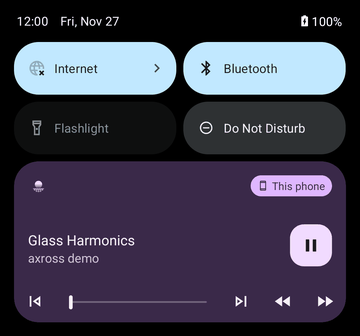 12:00 Fri, Nov 27 100%
Internet Bluetooth
Flashlight Do Not Disturb
This phone
Glass Harmonics
axross demo